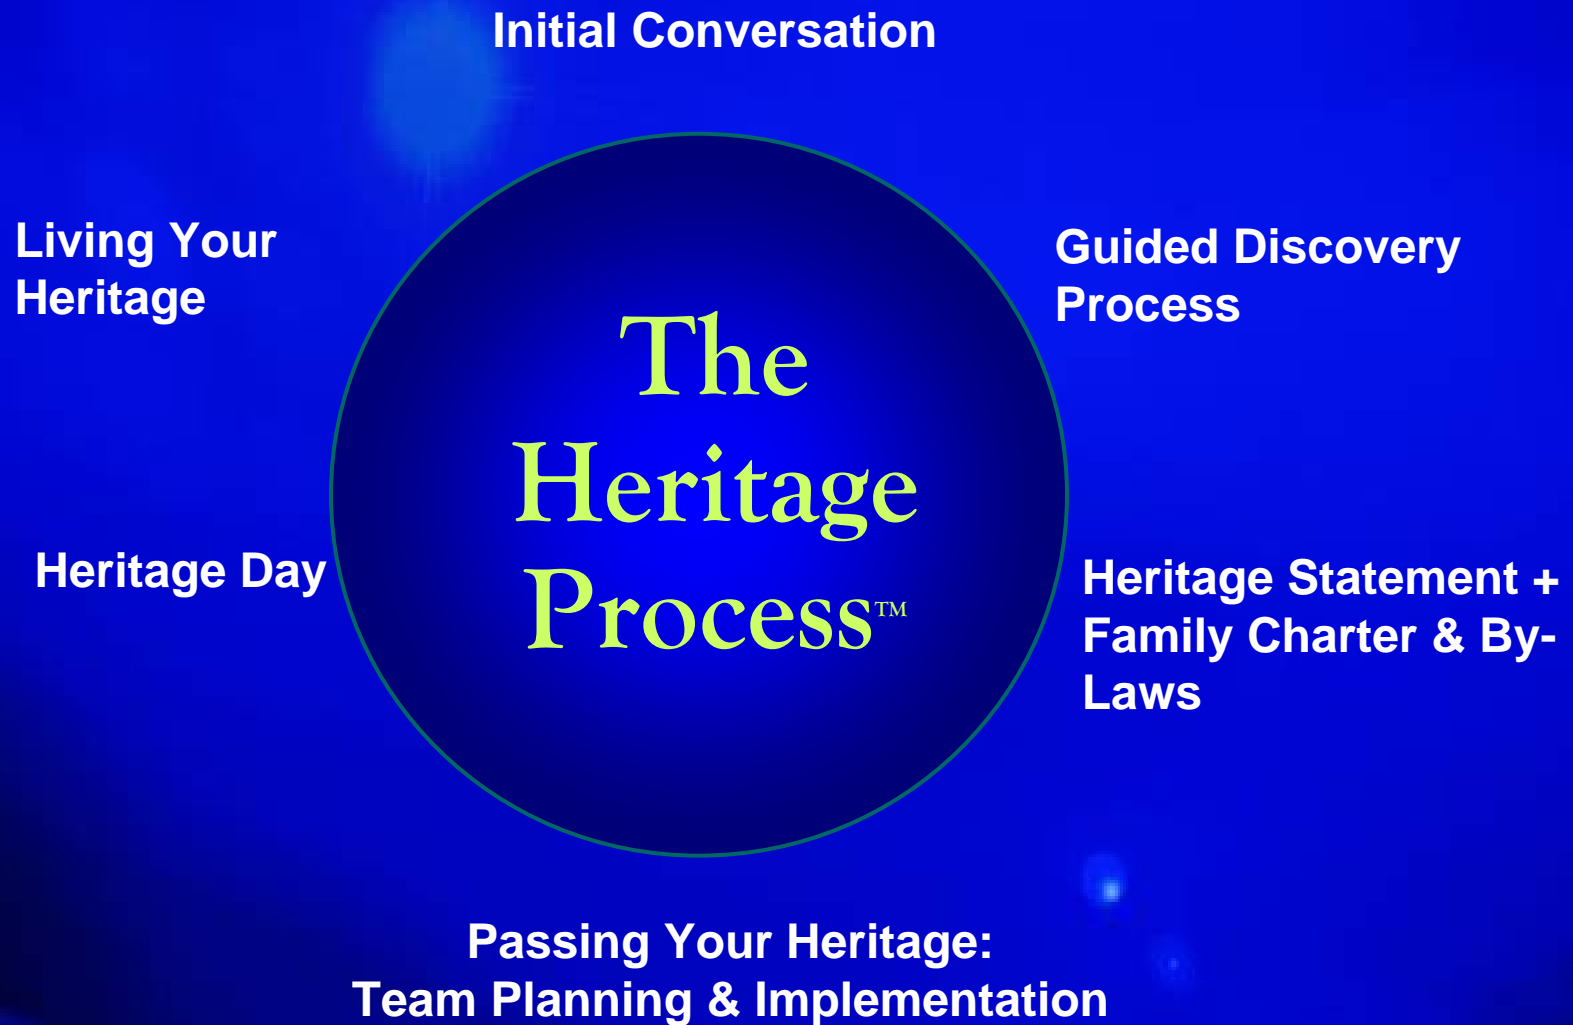 Initial Conversation
Guided Discovery
Process
Heritage Statement +
Family Charter & By-
Laws
Passing Your Heritage:
Team Planning & Implementation
Heritage Day
Living Your
Heritage
The
Heritage
Process™